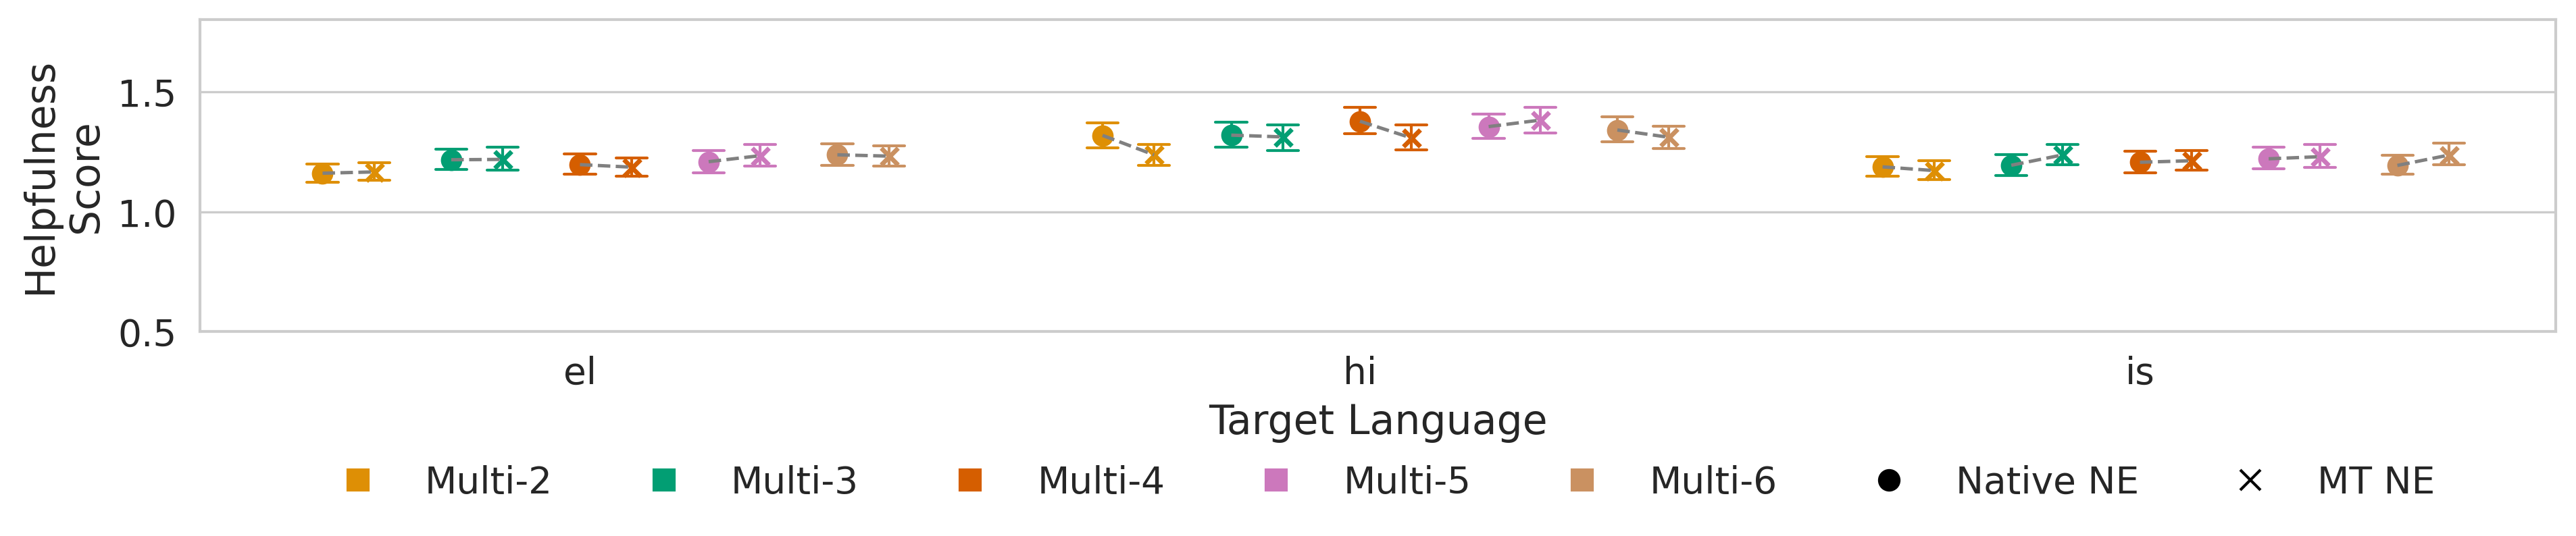 Helpfulness
Score
1.5
1.0
0.5
el hi is
Target Language
Multi-2 Multi-3 Multi-4 Multi-5 Multi-6 Native NE MT NE